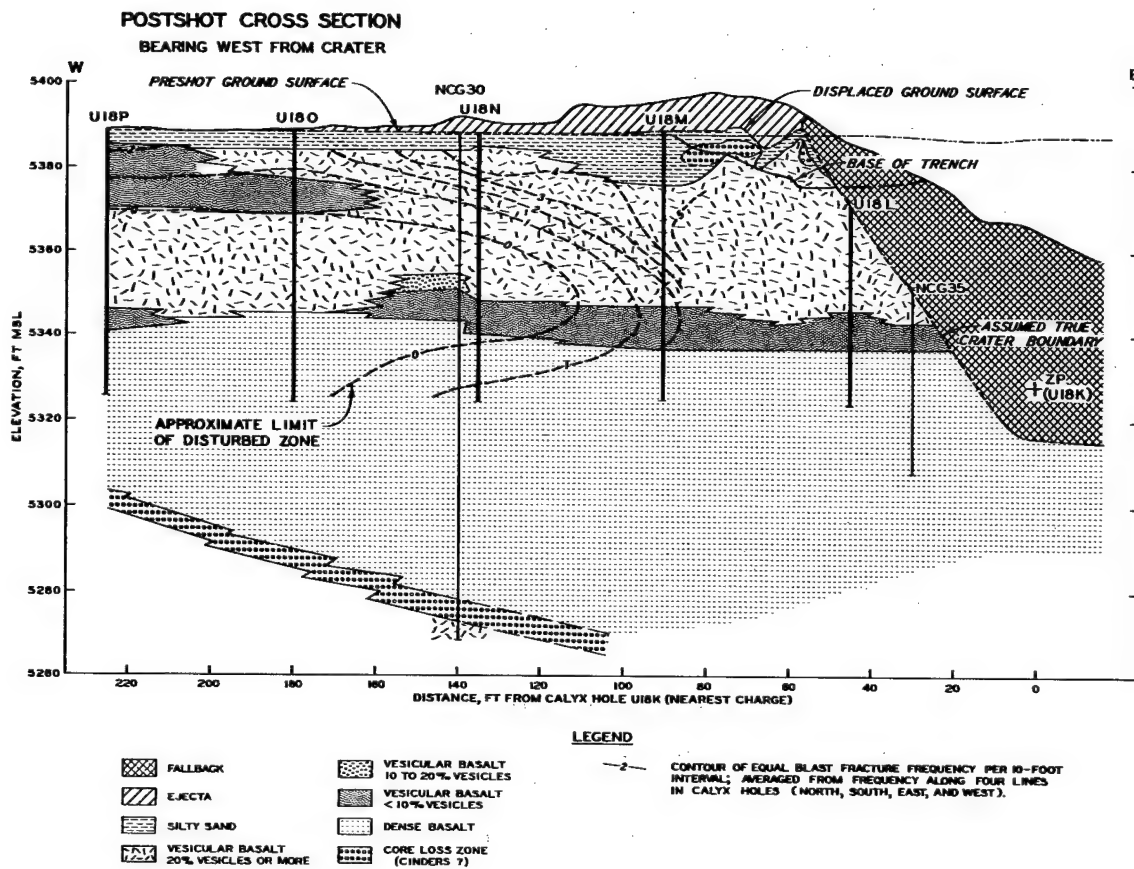 POSTSHOT CROSS SECTION
BEARING WEST FROM CRATER
W
E
PRESHOT GROUND SURFACE
NCG30
DISPLACED GROUND SURFACE
U18P
U18O
U18N
U18M
BASE OF TRENCH
U18L
NCG35
ASSUMED TRUE
CRATER BOUNDARY
ZP
(U18K)
APPROXIMATE LIMIT
OF DISTURBED ZONE
ELEVATION, FT MSL
5400
5380
5360
5340
5320
5300
5280
5260
220 200 180 160 140 120 100 80 60 40 20 0
DISTANCE, FT FROM CALYX HOLE U18K (NEAREST CHARGE)
LEGEND
FALLBACK
EJECTA
SILTY SAND
VESICULAR BASALT
20% VESICLES OR MORE
VESICULAR BASALT
10 TO 20% VESICLES
VESICULAR BASALT
<10% VESICLES
DENSE BASALT
CORE LOSS ZONE
(CINDERS ?)
2
CONTOUR OF EQUAL BLAST FRACTURE FREQUENCY PER 10-FOOT
INTERVAL; AVERAGED FROM FREQUENCY ALONG FOUR LINES
IN CALYX HOLES (NORTH, SOUTH, EAST, AND WEST).